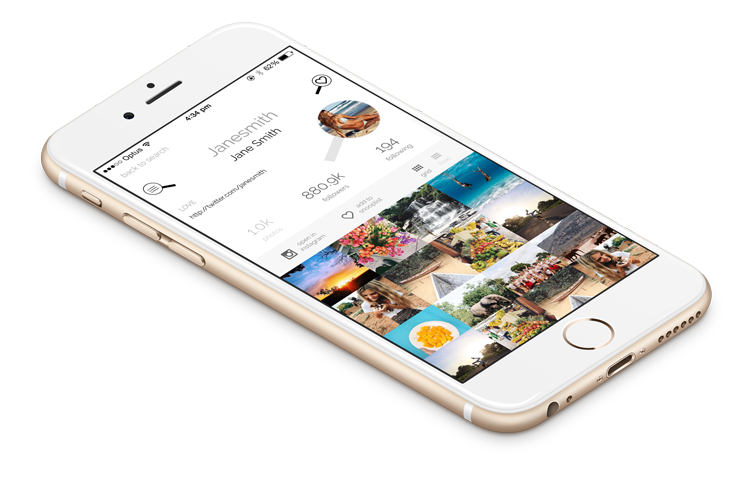 Optus
4:34 pm
62%
back to search
Janesmith
Jane Smith
LOVE
http://twitter.com/janesmith
1.0k
photos
880.9k
followers
194
following
open in
instagram
add to
snooplist
grid